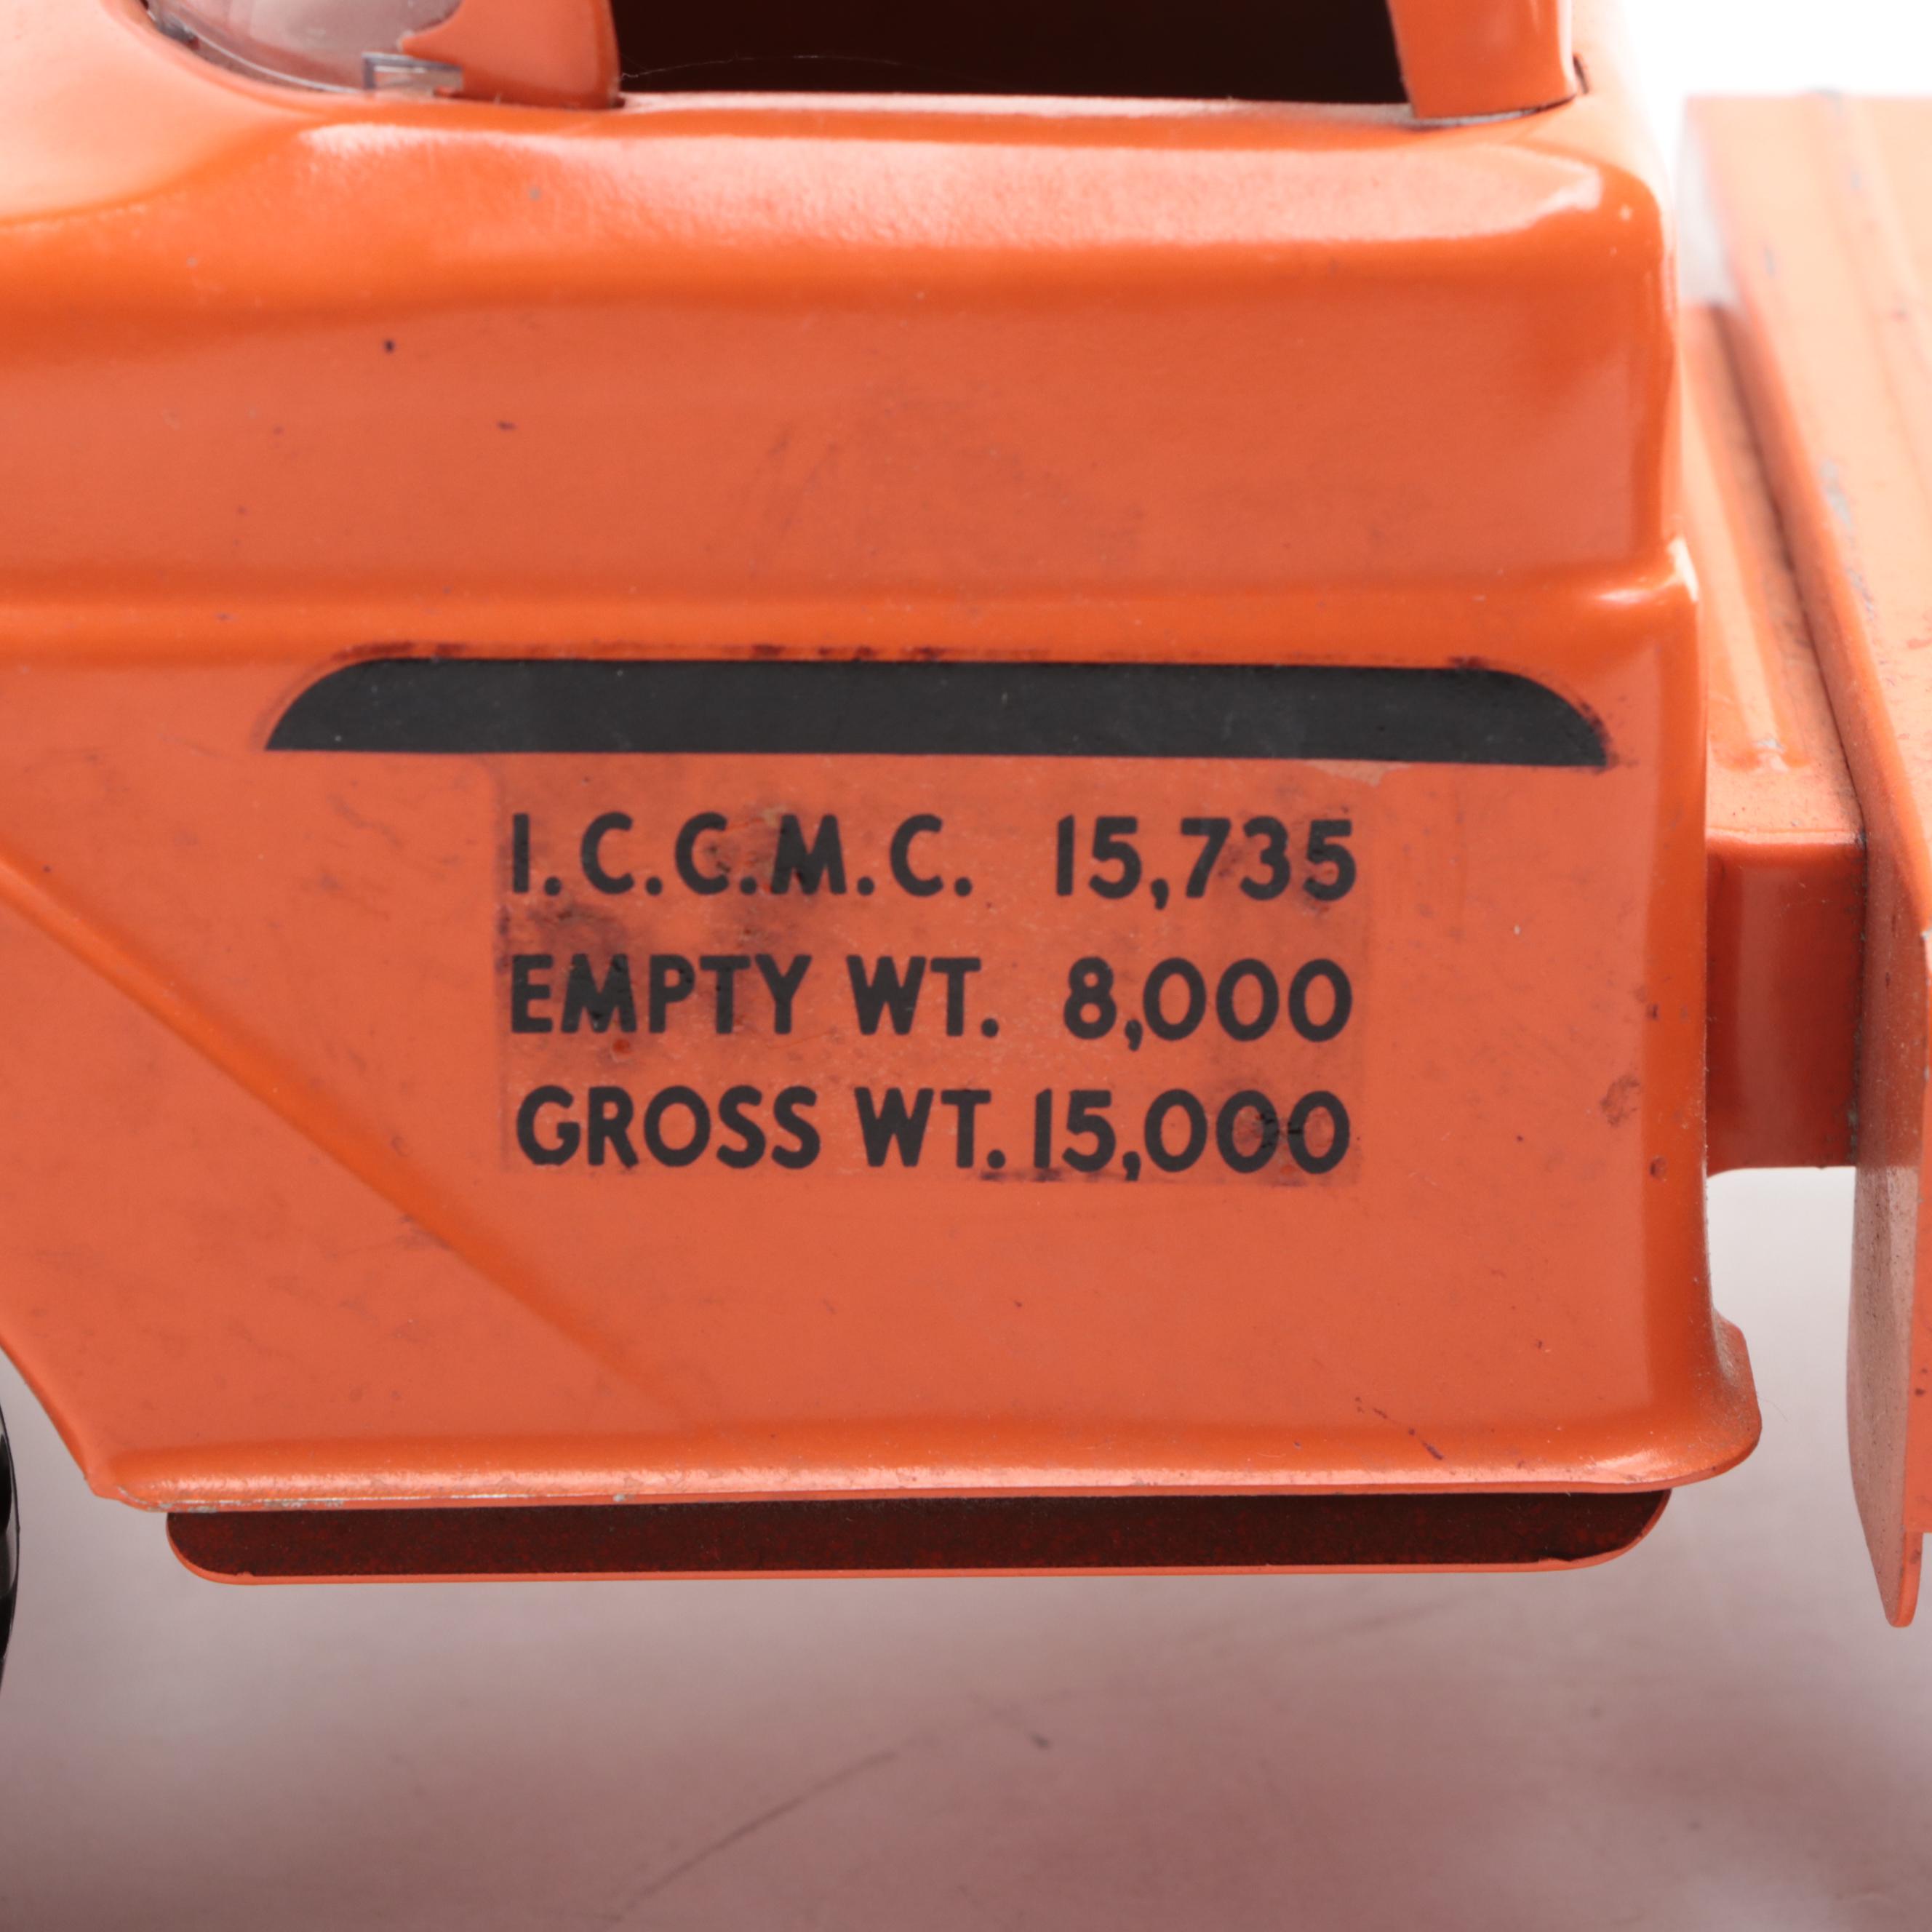 I.C.C.M.C. 15,735
EMPTY WT. 8,000
GROSS WT. 15,000